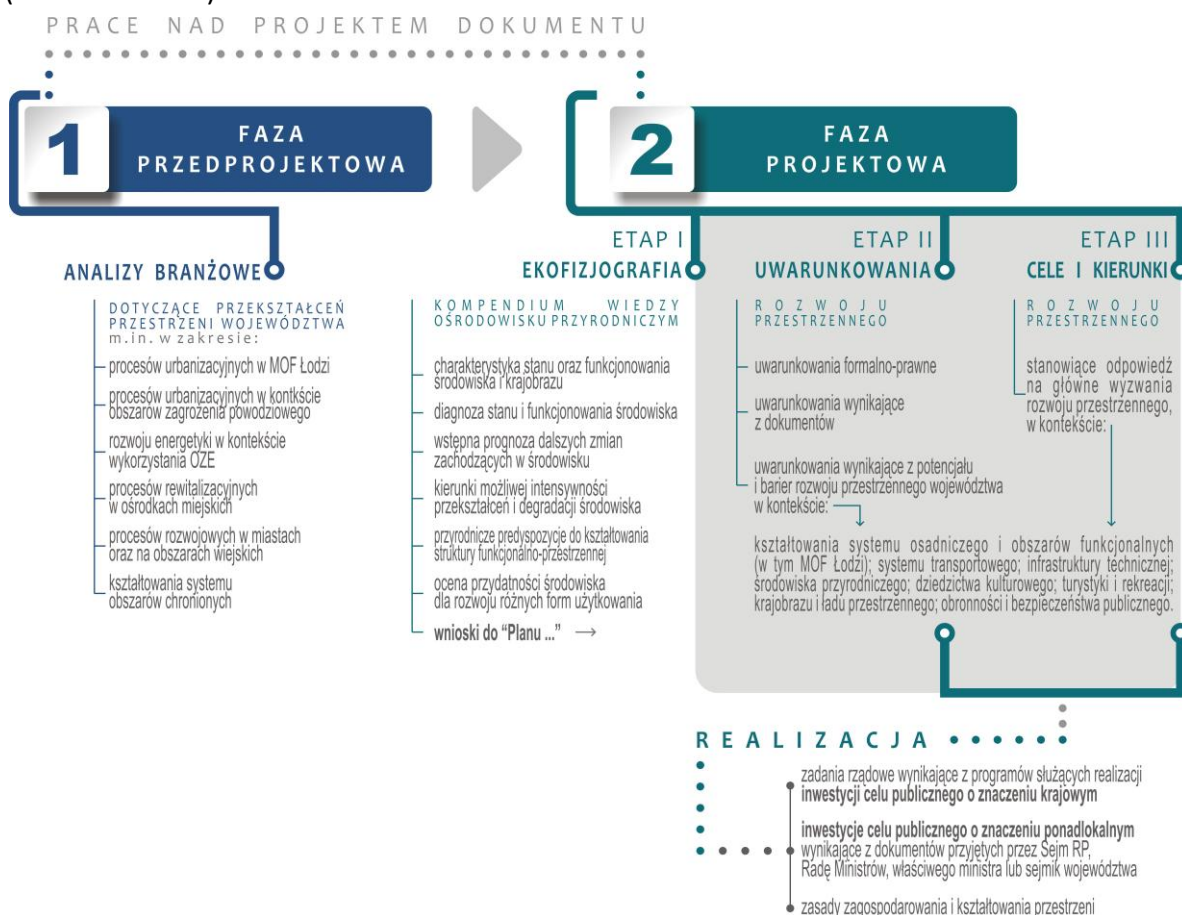 PRACE NAD PROJEKTEM DOKUMENTU
1
FAZA
PRZEDPROJEKTOWA
2
FAZA
PROJEKTOWA
ANALIZY BRANŻOWE
DOTYCZĄCE PRZEKSZTAŁCEŃ
PRZESTRZENI WOJEWÓDZTWA
m.in. w zakresie:
procesów urbanizacyjnych w MOF Łodzi
procesów urbanizacyjnych w kontkście
obszarów zagrożenia powodziowego
rozwoju energetyki w kontekście
wykorzystania OZE
procesów rewitalizacyjnych
w ośrodkach miejskich
procesów rozwojowych w miastach
oraz na obszarach wiejskich
kształtowania systemu
obszarów chronionych
ETAP I
EKOFIZJOGRAFIA
KOMPENDIUM WIEDZY
OŚRODOWISKU PRZYRODNICZYM
charakterystyka stanu oraz funkcjonowania
środowiska i krajobrazu
diagnoza stanu i funkcjonowania środowiska
wstępna prognoza dalszych zmian
zachodzących w środowisku
kierunki możliwej intensywności
przekształceń i degradacji środowiska
przyrodnicze predyspozycje do kształtowania
struktury funkcjonalno-przestrzennej
ocena przydatności środowiska
dla rozwoju różnych form użytkowania
wnioski do "Planu ..." →
ETAP II
UWARUNKOWANIA
ROZWOJU
PRZESTRZENNEGO
uwarunkowania formalno-prawne
uwarunkowania wynikające
z dokumentów
uwarunkowania wynikające z potencjału
i barier rozwoju przestrzennego województwa
w kontekście:
ETAP III
CELE I KIERUNKI
ROZWOJU
PRZESTRZENNEGO
stanowiące odpowiedź
na główne wyzwania
rozwoju przestrzennego,
w kontekście:
kształtowania systemu osadniczego i obszarów funkcjonalnych
(w tym MOF Łodzi); systemu transportowego; infrastruktury technicznej;
środowiska przyrodniczego; dziedzictwa kulturowego; turystyki i rekreacji;
krajobrazu i ładu przestrzennego; obronności i bezpieczeństwa publicznego.
REALIZACJA
zadania rządowe wynikające z programów służących realizacji
inwestycji celu publicznego o znaczeniu krajowym
inwestycje celu publicznego o znaczeniu ponadlokalnym
wynikające z dokumentów przyjętych przez Sejm RP,
Radę Ministrów, właściwego ministra lub sejmik województwa
zasady zagospodarowania i kształtowania przestrzeni